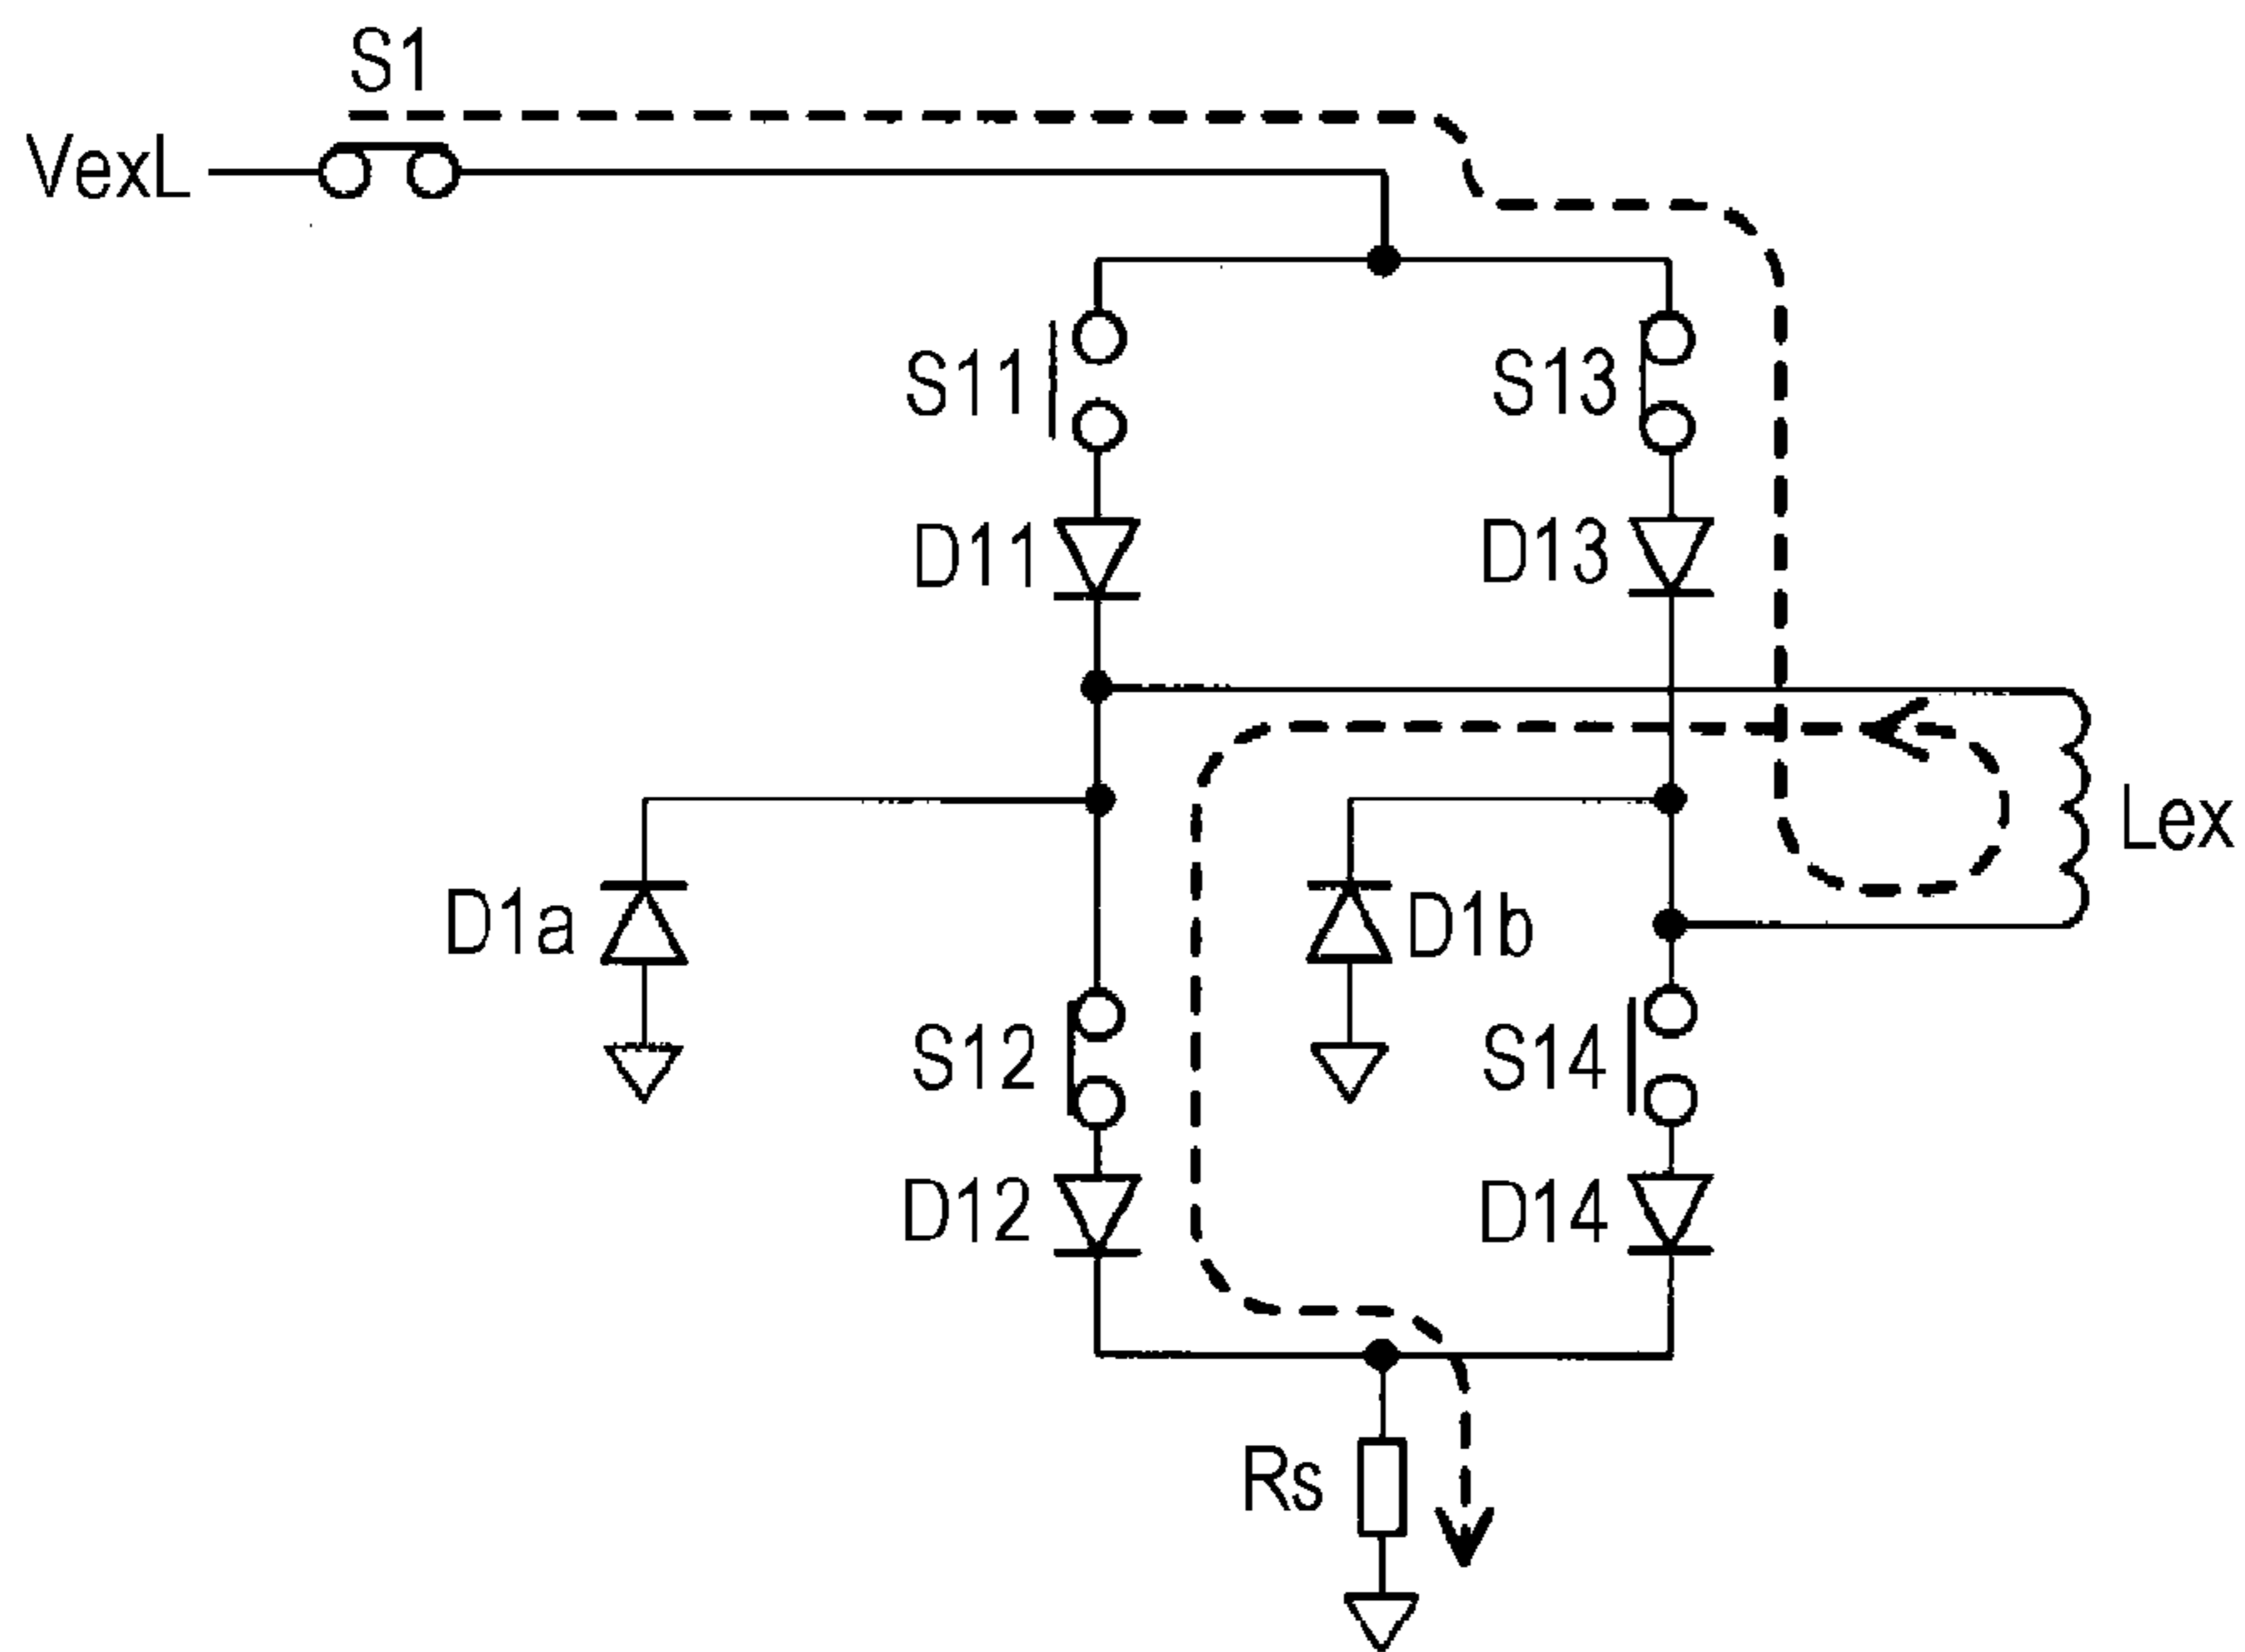 S1
VexL
S11
S13
D11
D13
Lex
D1a
D1b
S12
S14
D12
D14
Rs